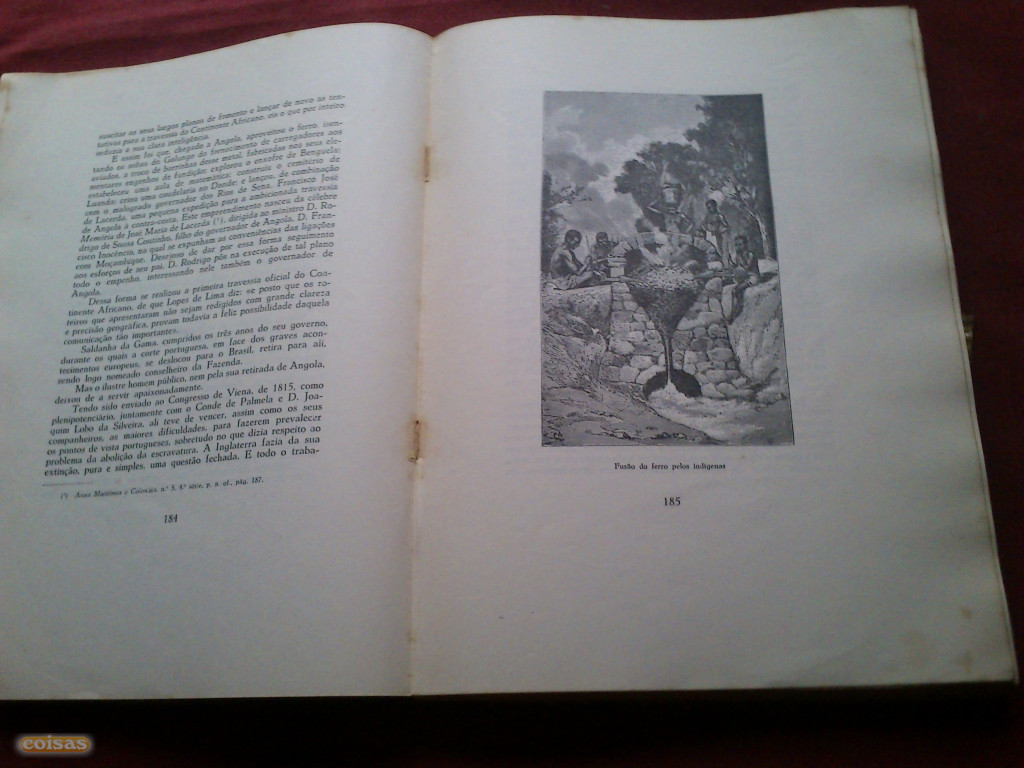 suscitar os seus largos planos de fomento e lançar de novo as ten-
tativas para a travessia do Continente Africano, eis o que por inteiro
seduzia a sua clara inteligência.
E assim foi que, chegado a Angola, aproveitou o ferro, isen-
tando os sobas do Golungo do fornecimento de carregadores aos
aviados, a troco de barrinhas desse metal, fabricadas nos seus ele-
mentares engenhos de fundição; explora o enxofre de Benguela;
estabeleceu uma aula de matemática; construiu o cemitério de
Luanda; criou uma coudelaria no Dande; e lançou, de combinação
com o malogrado governador dos Rios de Sena, Francisco José
de Lacerda, uma pequena expedição para a ambicionada travessia
de Angola à contra-costa. Este empreendimento nasceu da célebre
Memória de José Maria de Lacerda (¹), dirigida ao ministro D. Ro-
drigo de Sousa Coutinho, filho do governador de Angola, D. Fran-
cisco Inocêncio, na qual se expunham as conveniências das ligações
com Moçambique. Desejoso de dar por essa forma seguimento
aos esforços de seu pai, D. Rodrigo pôs na execução de tal plano
todo o empenho, interessando nele também o governador de
Angola.
Dessa forma se realizou a primeira travessia oficial do Con-
tinente Africano, de que Lopes de Lima diz: se posto que os ro-
teiros que apresentaram não sejam redigidos com grande clareza
e precisão geográfica, provam todavia a feliz possibilidade daquela
comunicação tão importante».
Saldanha da Gama, cumpridos os três anos do seu governo,
durante os quais a corte portuguesa, em face dos graves acon-
tecimentos europeus, se deslocou para o Brasil, retira para ali,
sendo logo nomeado conselheiro da Fazenda.
Mas o ilustre homem público, nem pela sua retirada de Angola,
deixou de a servir apaixonadamente.
Tendo sido enviado ao Congresso de Viena, de 1815, como
plenipotenciário, juntamente com o Conde de Palmela e D. Joa-
quim Lobo da Silveira, ali teve de vencer, assim como os seus
companheiros, as maiores dificuldades, para fazerem prevalecer
os pontos de vista portugueses, sobretudo no que dizia respeito ao
problema da abolição da escravatura. A Inglaterra fazia da sua
extinção, pura e simples, uma questão fechada. E todo o traba-
(¹) Anais Marítimos e Coloniais, n.º 5, 4.ª série, p. n. of., pág. 187.
184
Fusão do ferro pelos indígenas
185
coisas